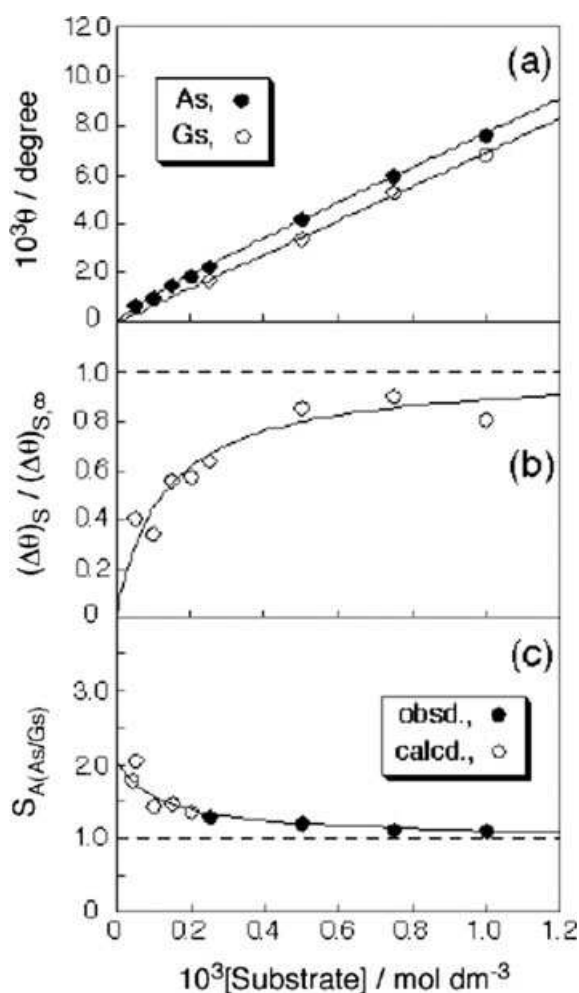 12.0
10.0
8.0
6.0
4.0
2.0
0
10³θ / degree
(a)
As, ◆
Gs, ○
1.0
0.8
0.6
0.4
0.2
0
(Δθ)S / (Δθ)S,∞
(b)
3.0
2.0
1.0
0
SA(As/Gs)
(c)
obsd., ●
calcd., ○
0 0.2 0.4 0.6 0.8 1.0 1.2
10³[Substrate] / mol dm⁻³